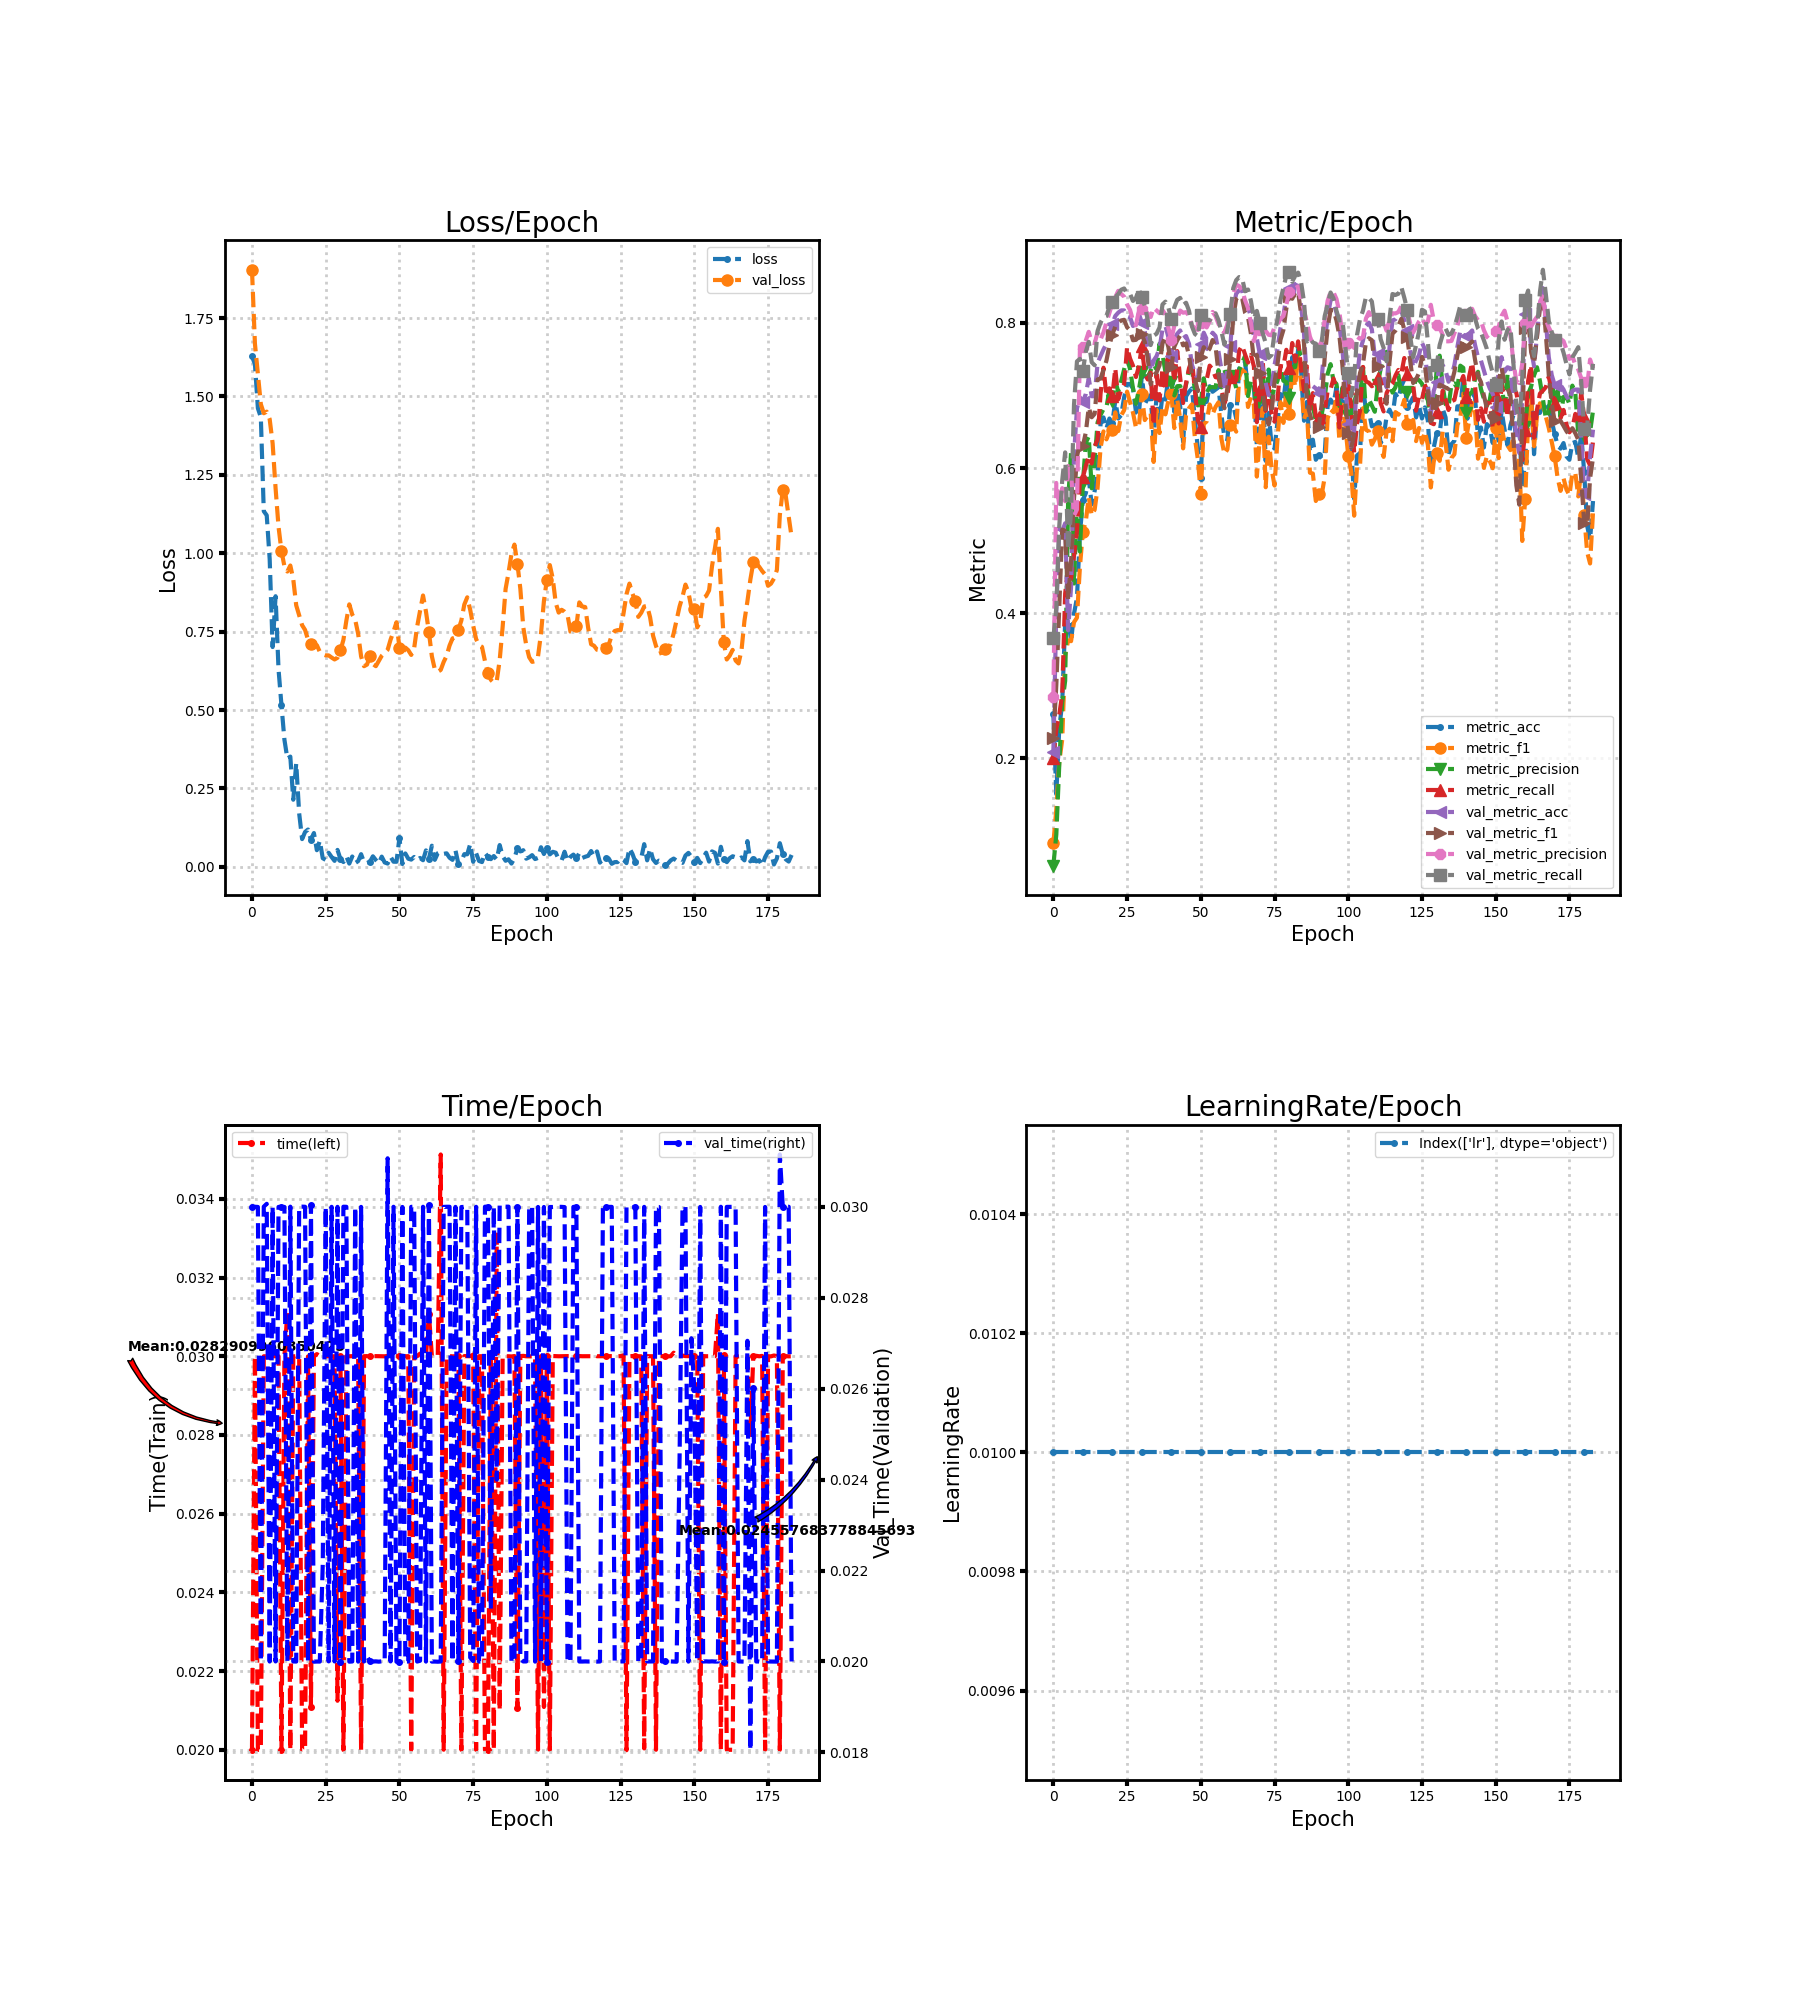 Loss/Epoch
loss
val_loss
1.75
1.50
1.25
1.00
0.75
0.50
0.25
0.00
Loss
0 25 50 75 100 125 150 175
Epoch
Metric/Epoch
0.8
0.6
0.4
0.2
Metric
metric_acc
metric_f1
metric_precision
metric_recall
val_metric_acc
val_metric_f1
val_metric_precision
val_metric_recall
0 25 50 75 100 125 150 175
Epoch
Time/Epoch
time(left)
val_time(right)
0.034
0.032
0.030
0.028
0.026
0.024
0.022
0.020
Time(Train)
0.030
0.028
0.026
0.024
0.022
0.020
0.018
Val_Time(Validation)
Mean:0.024557683778845693
0 25 50 75 100 125 150 175
Epoch
LearningRate/Epoch
Index(['lr'], dtype='object')
0.0104
0.0102
0.0100
0.0098
0.0096
LearningRate
0 25 50 75 100 125 150 175
Epoch